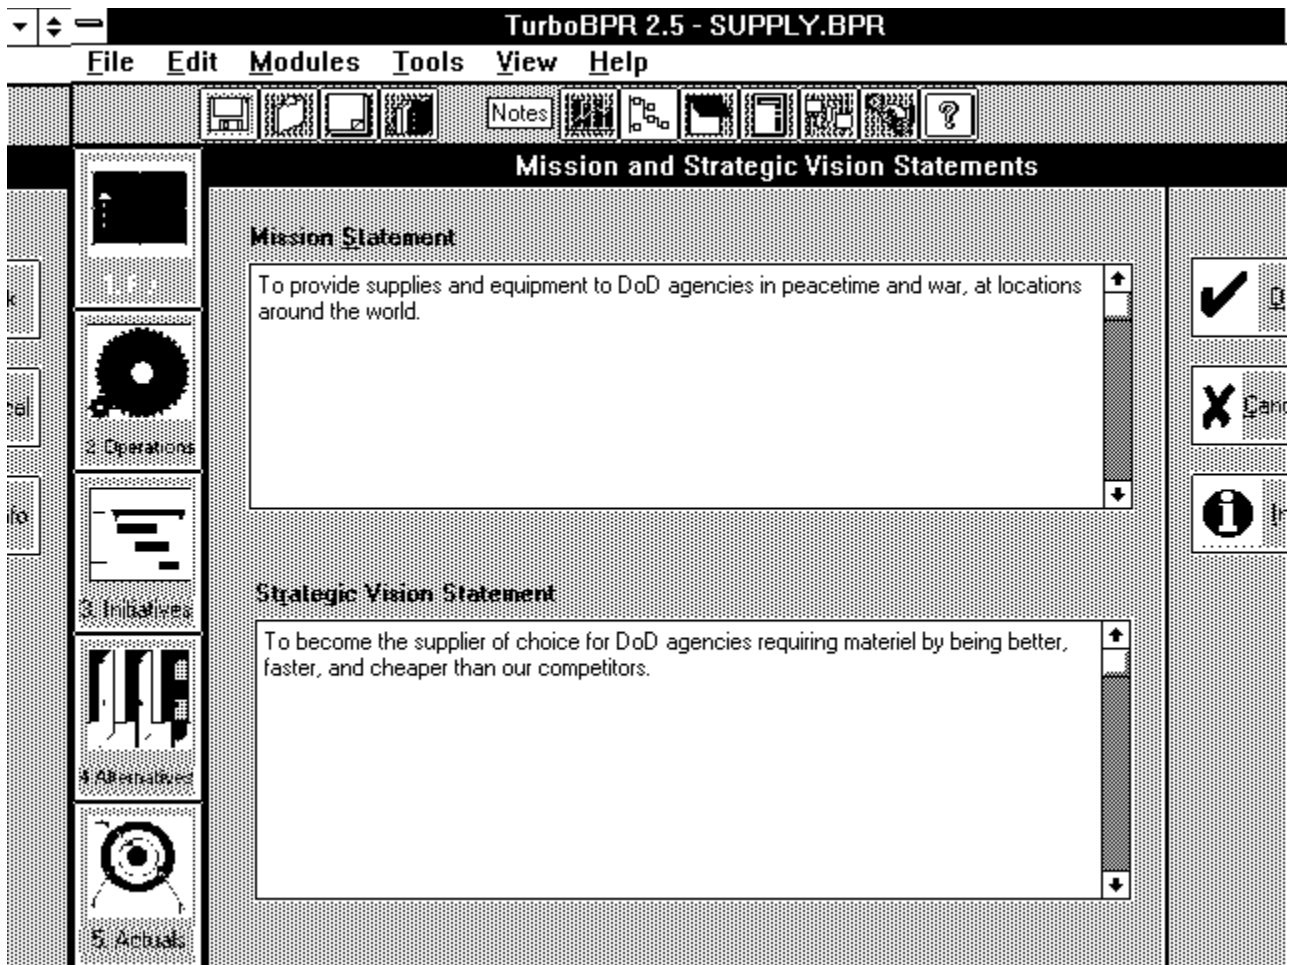 TurboBPR 2.5 - SUPPLY.BPR
File Edit Modules Tools View Help
Notes ?
Mission and Strategic Vision Statements
Mission Statement
To provide supplies and equipment to DoD agencies in peacetime and war, at locations
around the world.
2. Operations
3. Initiatives
Strategic Vision Statement
To become the supplier of choice for DoD agencies requiring materiel by being better,
faster, and cheaper than our competitors.
4 Alternatives
5. Actuals